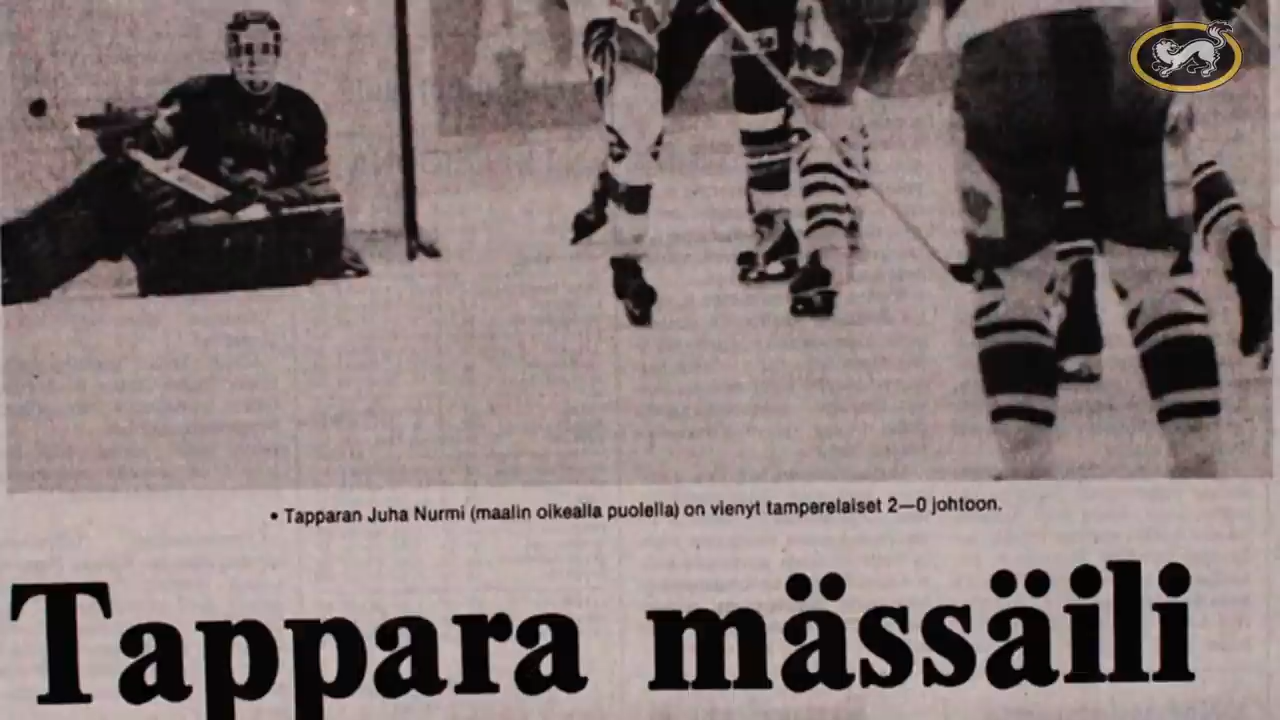 • Tapparan Juha Nurmi (maalin oikealla puolella) on vienyt tamperelaiset 2—0 johtoon.
Tappara mässäili